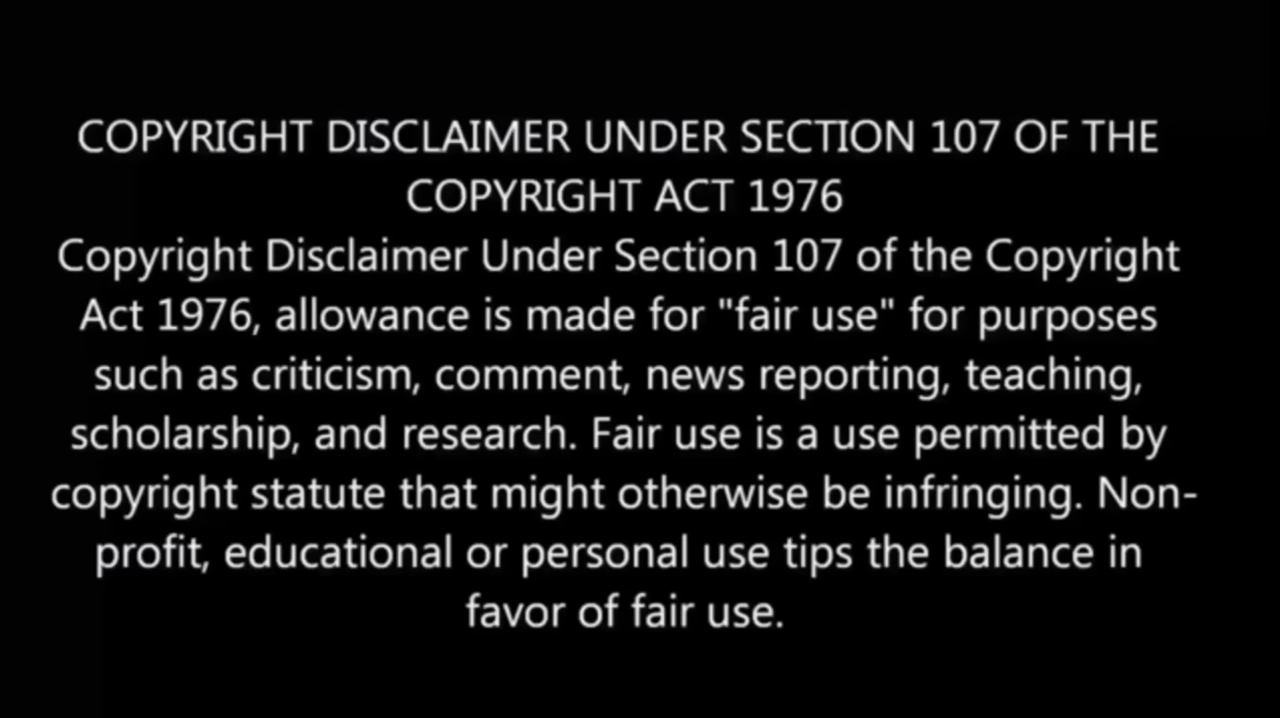 COPYRIGHT DISCLAIMER UNDER SECTION 107 OF THE
COPYRIGHT ACT 1976
Copyright Disclaimer Under Section 107 of the Copyright
Act 1976, allowance is made for "fair use" for purposes
such as criticism, comment, news reporting, teaching,
scholarship, and research. Fair use is a use permitted by
copyright statute that might otherwise be infringing. Non-
profit, educational or personal use tips the balance in
favor of fair use.